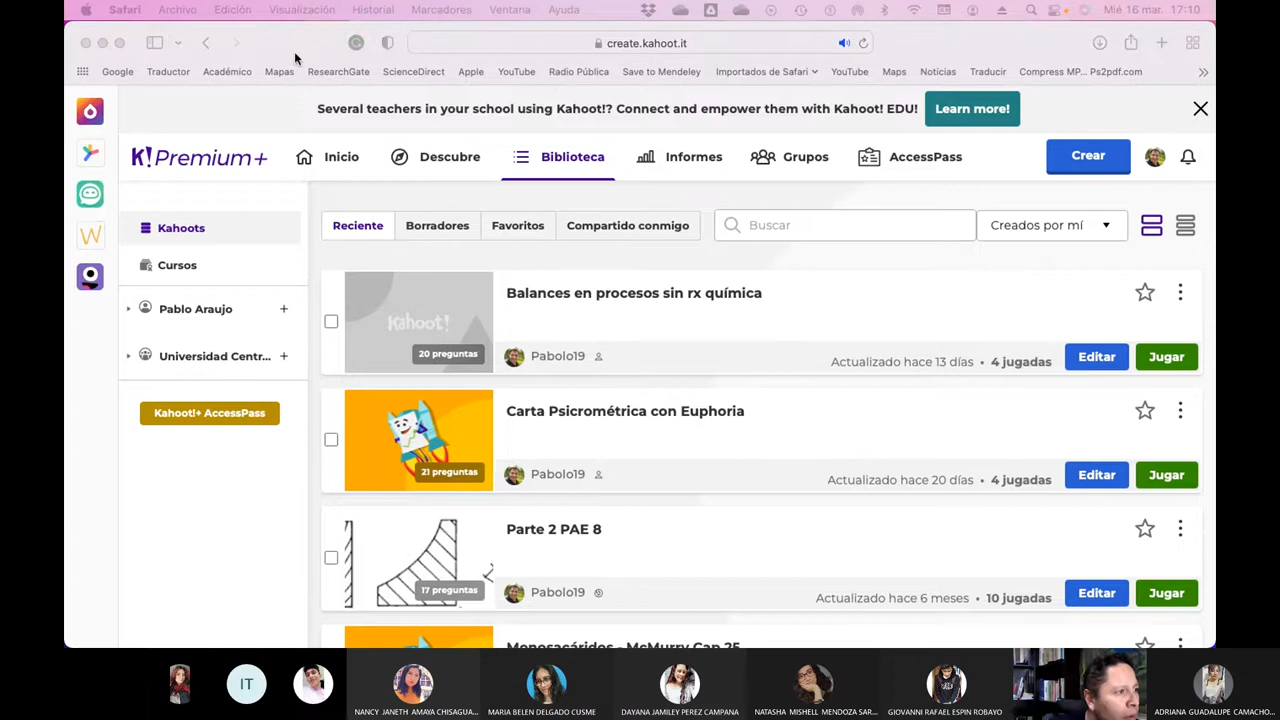 Safari Archivo Edición Visualización Historial Marcadores Ventana Ayuda Mié 16 mar. 17:10
create.kahoot.it
Google Traductor Académico Mapas ResearchGate ScienceDirect Apple YouTube Radio Pública Save to Mendeley Importados de Safari YouTube Maps Noticias Traducir Compress MP... Ps2pdf.com
Several teachers in your school using Kahoot!? Connect and empower them with Kahoot! EDU! Learn more!
K! Premium+ Inicio Descubre Biblioteca Informes Grupos AccessPass Crear
Kahoots
Cursos
Pablo Araujo +
Universidad Centr... +
Kahoot!+ AccessPass
W
Reciente Borradores Favoritos Compartido conmigo Buscar Creados por mí
Balances en procesos sin rx química
Kahoot!
20 preguntas
Pabolo19 Actualizado hace 13 días • 4 jugadas Editar Jugar
Carta Psicrométrica con Euphoria
21 preguntas
Pabolo19 Actualizado hace 20 días • 4 jugadas Editar Jugar
Parte 2 PAE 8
17 preguntas
Pabolo19 Actualizado hace 6 meses • 10 jugadas Editar Jugar
Monosacáridos - McMurry Cap 25
IT
NANCY JANETH AMAYA CHISAGUA... MARIA BELEN DELGADO CUSME DAYANA JAMILEY PEREZ CAMPANA NATASHA MISHELL MENDOZA SAR... GIOVANNI RAFAEL ESPIN ROBAYO ADRIANA GUADALUPE CAMACHO...